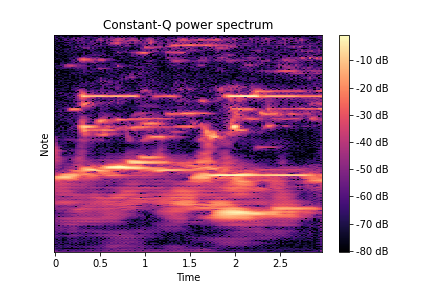 Constant-Q power spectrum
Note
-10 dB
-20 dB
-30 dB
-40 dB
-50 dB
-60 dB
-70 dB
-80 dB
0 0.5 1 1.5 2 2.5
Time